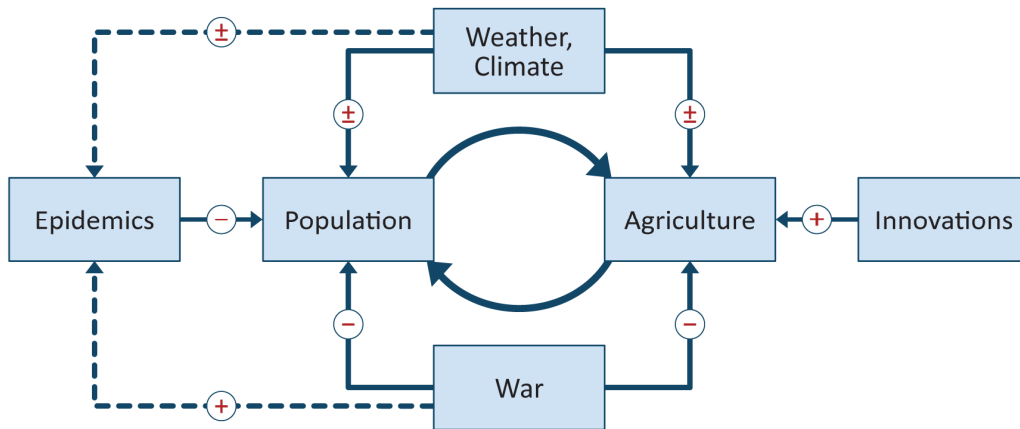 ±
Weather,
Climate
±
±
Epidemics
−
Population
Agriculture
+
Innovations
−
−
War
+